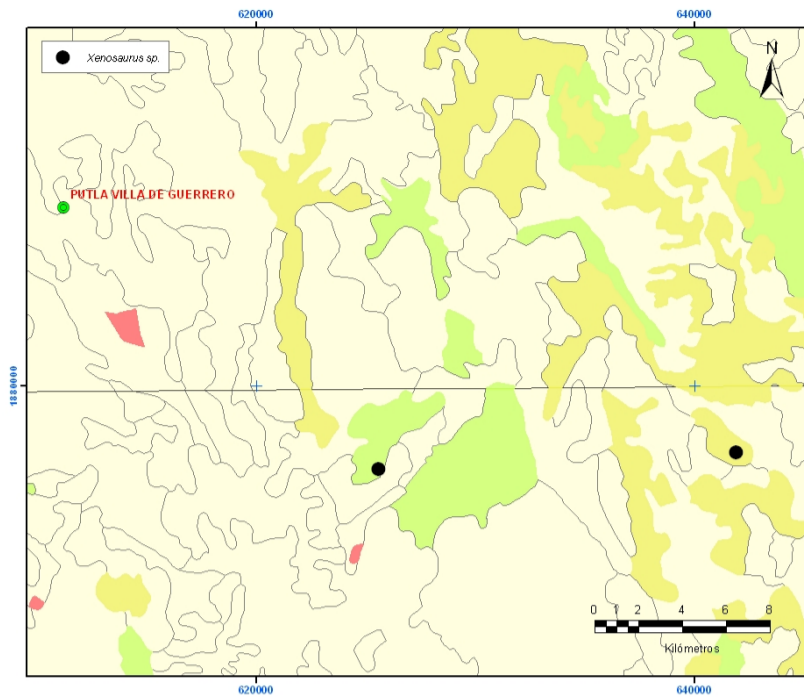 620000
640000
Xenosaurus sp.
N
PUTLA VILLA DE GUERRERO
1880000
0 1 2 4 6 8
Kilómetros
620000
640000